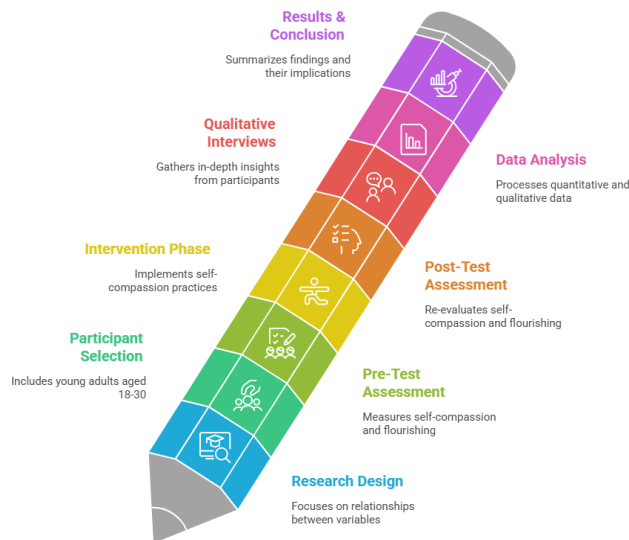 Results &
Conclusion
Summarizes findings and
their implications
Qualitative
Interviews
Gathers in-depth insights
from participants
Data Analysis
Processes quantitative and
qualitative data
Intervention Phase
Implements self-
compassion practices
Post-Test
Assessment
Re-evaluates self-
compassion and flourishing
Participant
Selection
Includes young adults aged
18-30
Pre-Test
Assessment
Measures self-compassion
and flourishing
Research Design
Focuses on relationships
between variables